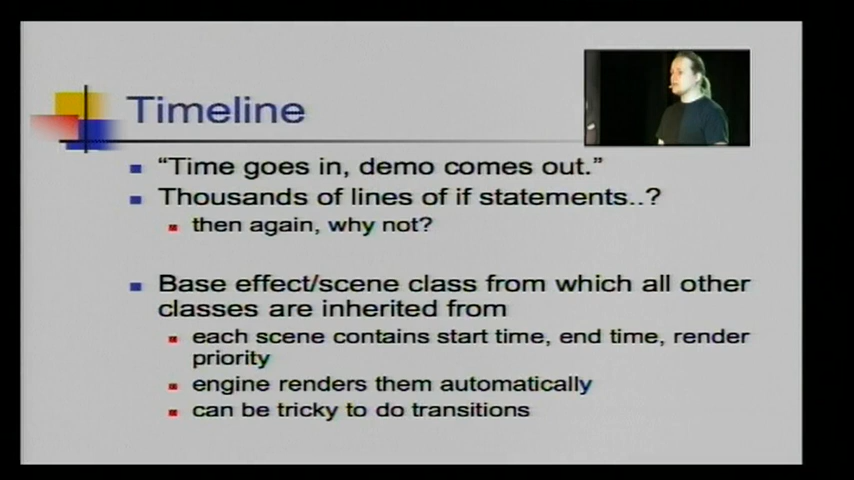 Timeline
“Time goes in, demo comes out.”
Thousands of lines of if statements..?
then again, why not?
Base effect/scene class from which all other
classes are inherited from
each scene contains start time, end time, render
priority
engine renders them automatically
can be tricky to do transitions